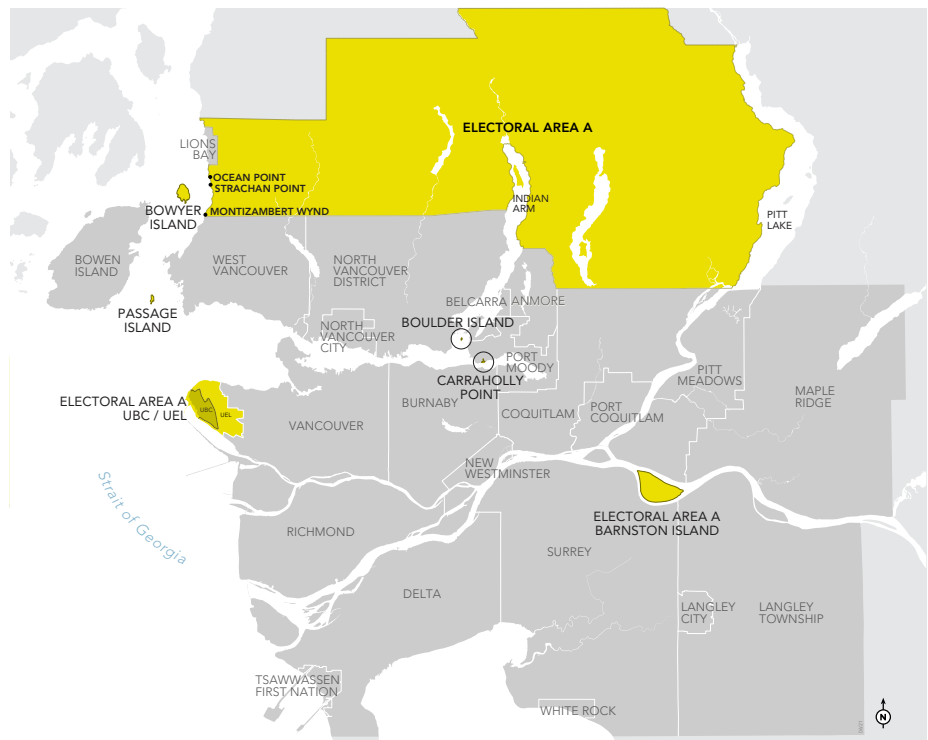 ELECTORAL AREA A
LIONS
BAY
OCEAN POINT
STRACHAN POINT
MONTIZAMBERT WYND
BOWYER
ISLAND
INDIAN
ARM
PITT
LAKE
BOWEN
ISLAND
WEST
VANCOUVER
NORTH
VANCOUVER
DISTRICT
BELCARRA
ANMORE
PASSAGE
ISLAND
NORTH
VANCOUVER
CITY
BOULDER ISLAND
PORT
MOODY
CARRAHOLLY
POINT
PITT
MEADOWS
MAPLE
RIDGE
ELECTORAL AREA A
UBC / UEL
UBC
UEL
VANCOUVER
BURNABY
COQUITLAM
PORT
COQUITLAM
NEW
WESTMINSTER
Strait of Georgia
RICHMOND
ELECTORAL AREA A
BARNSTON ISLAND
SURREY
DELTA
LANGLEY
CITY
LANGLEY
TOWNSHIP
TSAWWASSEN
FIRST NATION
WHITE ROCK
N